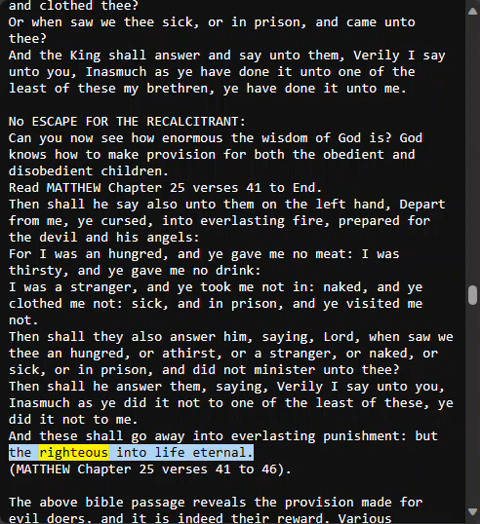 and clothed thee?
Or when saw we thee sick, or in prison, and came unto
thee?
And the King shall answer and say unto them, Verily I say
unto you, Inasmuch as ye have done it unto one of the
least of these my brethren, ye have done it unto me.

No ESCAPE FOR THE RECALCITRANT:
Can you now see how enormous the wisdom of God is? God
knows how to make provision for both the obedient and
disobedient children.
Read MATTHEW Chapter 25 verses 41 to End.
Then shall he say also unto them on the left hand, Depart
from me, ye cursed, into everlasting fire, prepared for
the devil and his angels:
For I was an hungred, and ye gave me no meat: I was
thirsty, and ye gave me no drink:
I was a stranger, and ye took me not in: naked, and ye
clothed me not: sick, and in prison, and ye visited me
not.
Then shall they also answer him, saying, Lord, when saw we
thee an hungred, or athirst, or a stranger, or naked, or
sick, or in prison, and did not minister unto thee?
Then shall he answer them, saying, Verily I say unto you,
Inasmuch as ye did it not to one of the least of these, ye
did it not to me.
And these shall go away into everlasting punishment: but
the righteous into life eternal.
(MATTHEW Chapter 25 verses 41 to 46).

The above bible passage reveals the provision made for
evil doers, and it is indeed their reward. Various